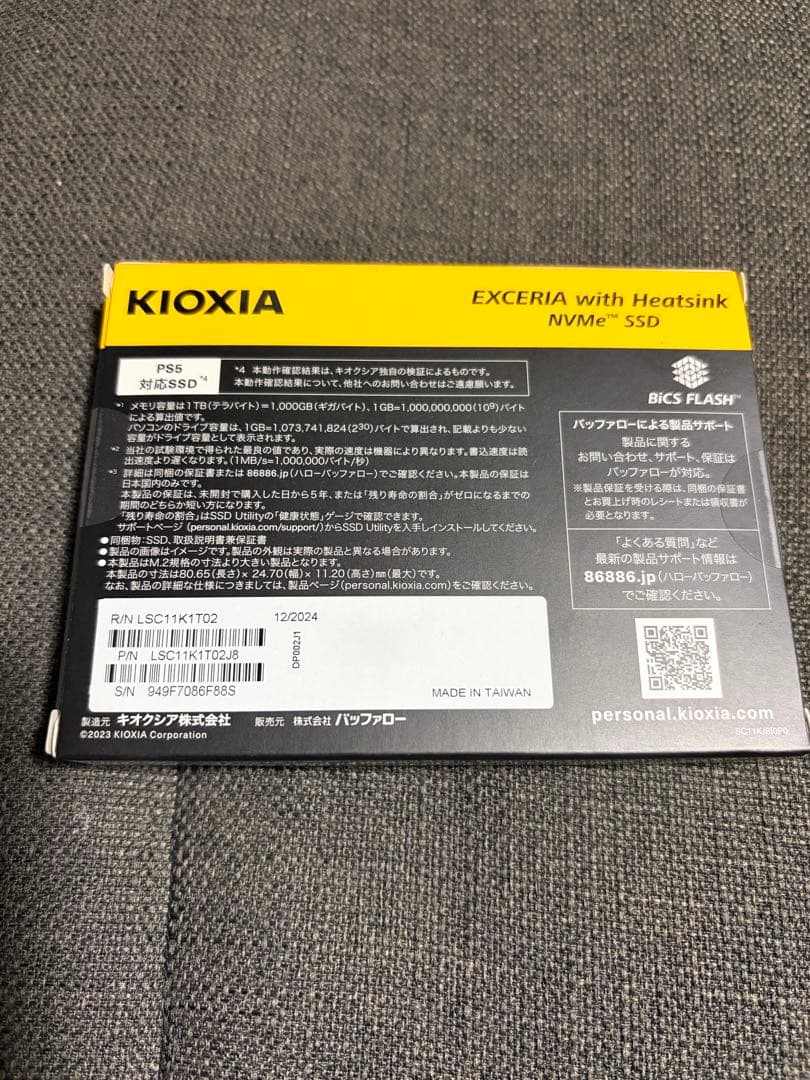 KIOXIA
EXCERIA with Heatsink
NVMe™ SSD
PS5
対応SSD*4
*4 本動作確認結果は、キオクシア独自の検証によるものです。
本動作確認結果について、他社へのお問い合わせはご遠慮願います。
*1 メモリ容量は1TB(テラバイト)=1,000GB(ギガバイト)、1GB=1,000,000,000(10⁹)バイト
による算出値です。
パソコンのドライブ容量は、1GB=1,073,741,824(2³⁰)バイトで算出され、記載よりも少ない
容量がドライブ容量として表示されます。
*2 当社の試験環境で得られた最良の値であり、実際の速度は機器により異なります。書込速度は読
出速度より遅くなります。(1MB/s=1,000,000バイト/秒)
*3 詳細は同梱の保証書または 86886.jp(ハローバッファロー)でご確認ください。本製品の保証は
日本国内のみです。
本製品の保証は、未開封で購入した日から5年、または「残り寿命の割合」がゼロになるまでの
期間のどちらか短い方になります。
「残り寿命の割合」はSSD Utilityの「健康状態」ゲージで確認できます。
サポートページ (personal.kioxia.com/support/)からSSD Utilityを入手しインストールしてください。
●同梱物:SSD、取扱説明書兼保証書
●製品の画像はイメージです。製品の外観は実際の製品と異なる場合があります。
●本製品はM.2規格の寸法より大きい製品となります。
本製品の寸法は80.65(長さ)×24.70(幅)×11.20(高さ)mm(最大)です。
なお、製品の詳細な仕様につきましては、製品ページ(personal.kioxia.com)をご確認ください。
BiCS FLASH™
バッファローによる製品サポート
製品に関する
お問い合わせ、サポート、保証は
バッファローが対応。
※製品保証を受ける際は、同梱の保証書
とお買上げ時のレシートまたは領収書が
必要となります。
「よくある質問」など
最新の製品サポート情報は
86886.jp(ハローバッファロー)
でご確認ください。
R/N LSC11K1T02
12/2024
P/N LSC11K1T02J8
DP002J1
S/N 949F7086F88S
MADE IN TAIWAN
製造元 キオクシア株式会社
販売元 株式会社 バッファロー
©2023 KIOXIA Corporation
personal.kioxia.com